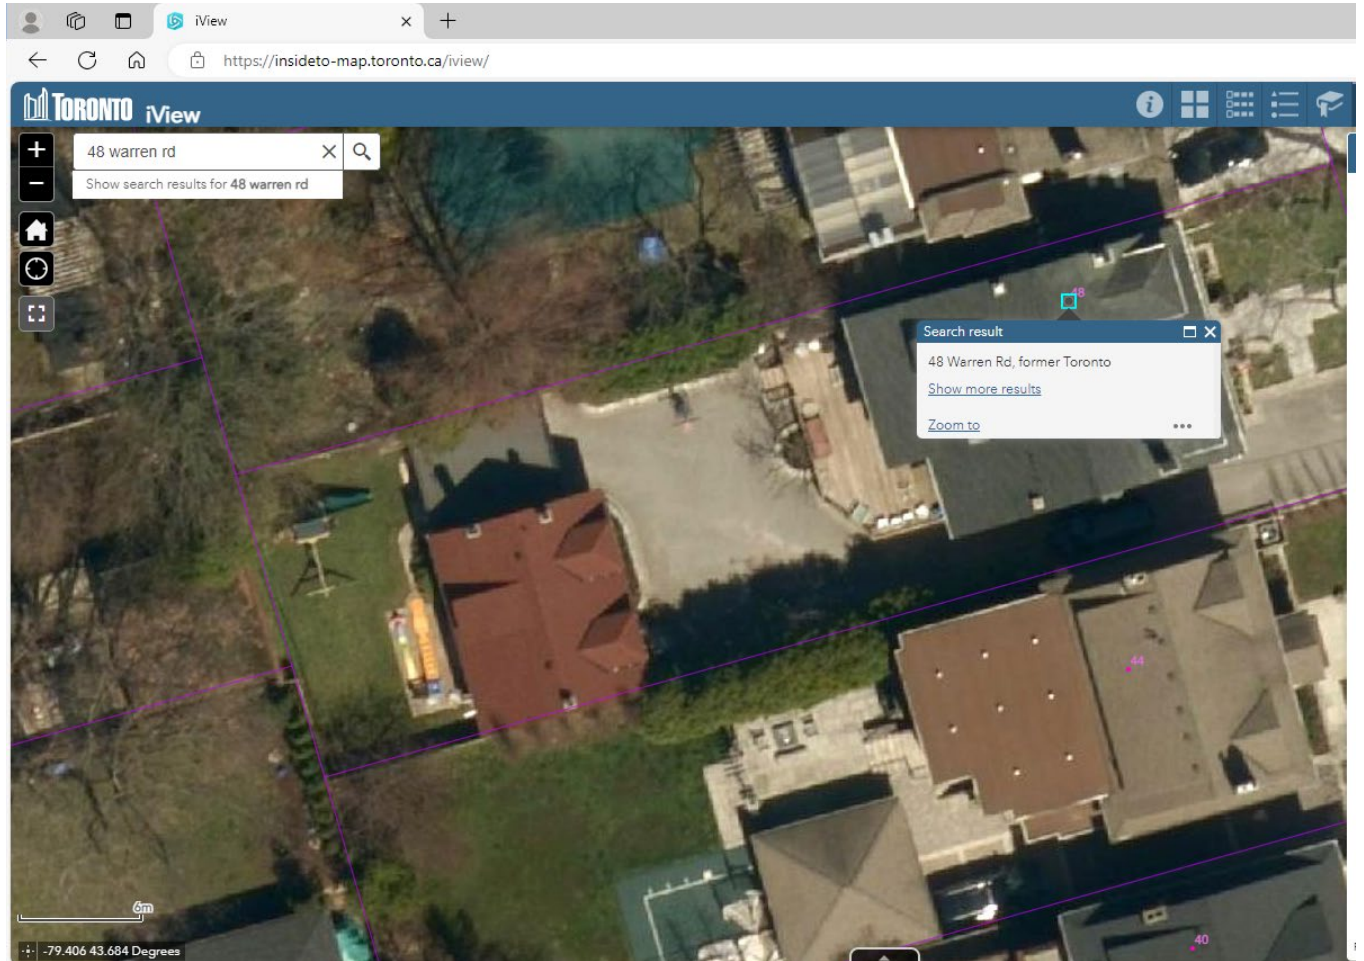 iView
https://insideto-map.toronto.ca/iview/
TORONTO iView
48 warren rd
Show search results for 48 warren rd
48
Search result
48 Warren Rd, former Toronto
Show more results
Zoom to
44
6m
40
-79.406 43.684 Degrees